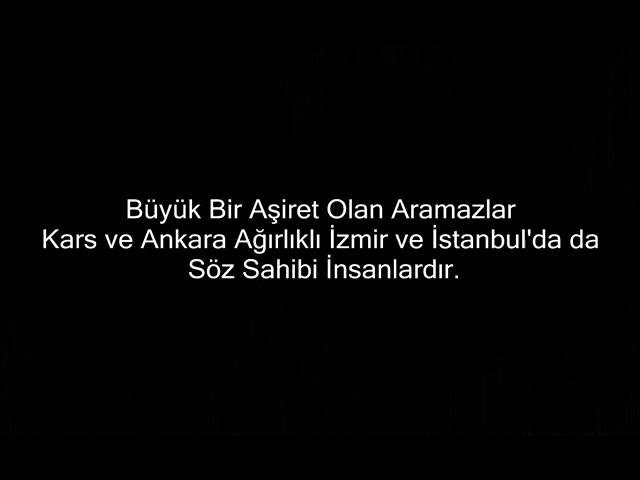 Büyük Bir Aşiret Olan Aramazlar
Kars ve Ankara Ağırlıklı İzmir ve İstanbul'da da
Söz Sahibi İnsanlardır.